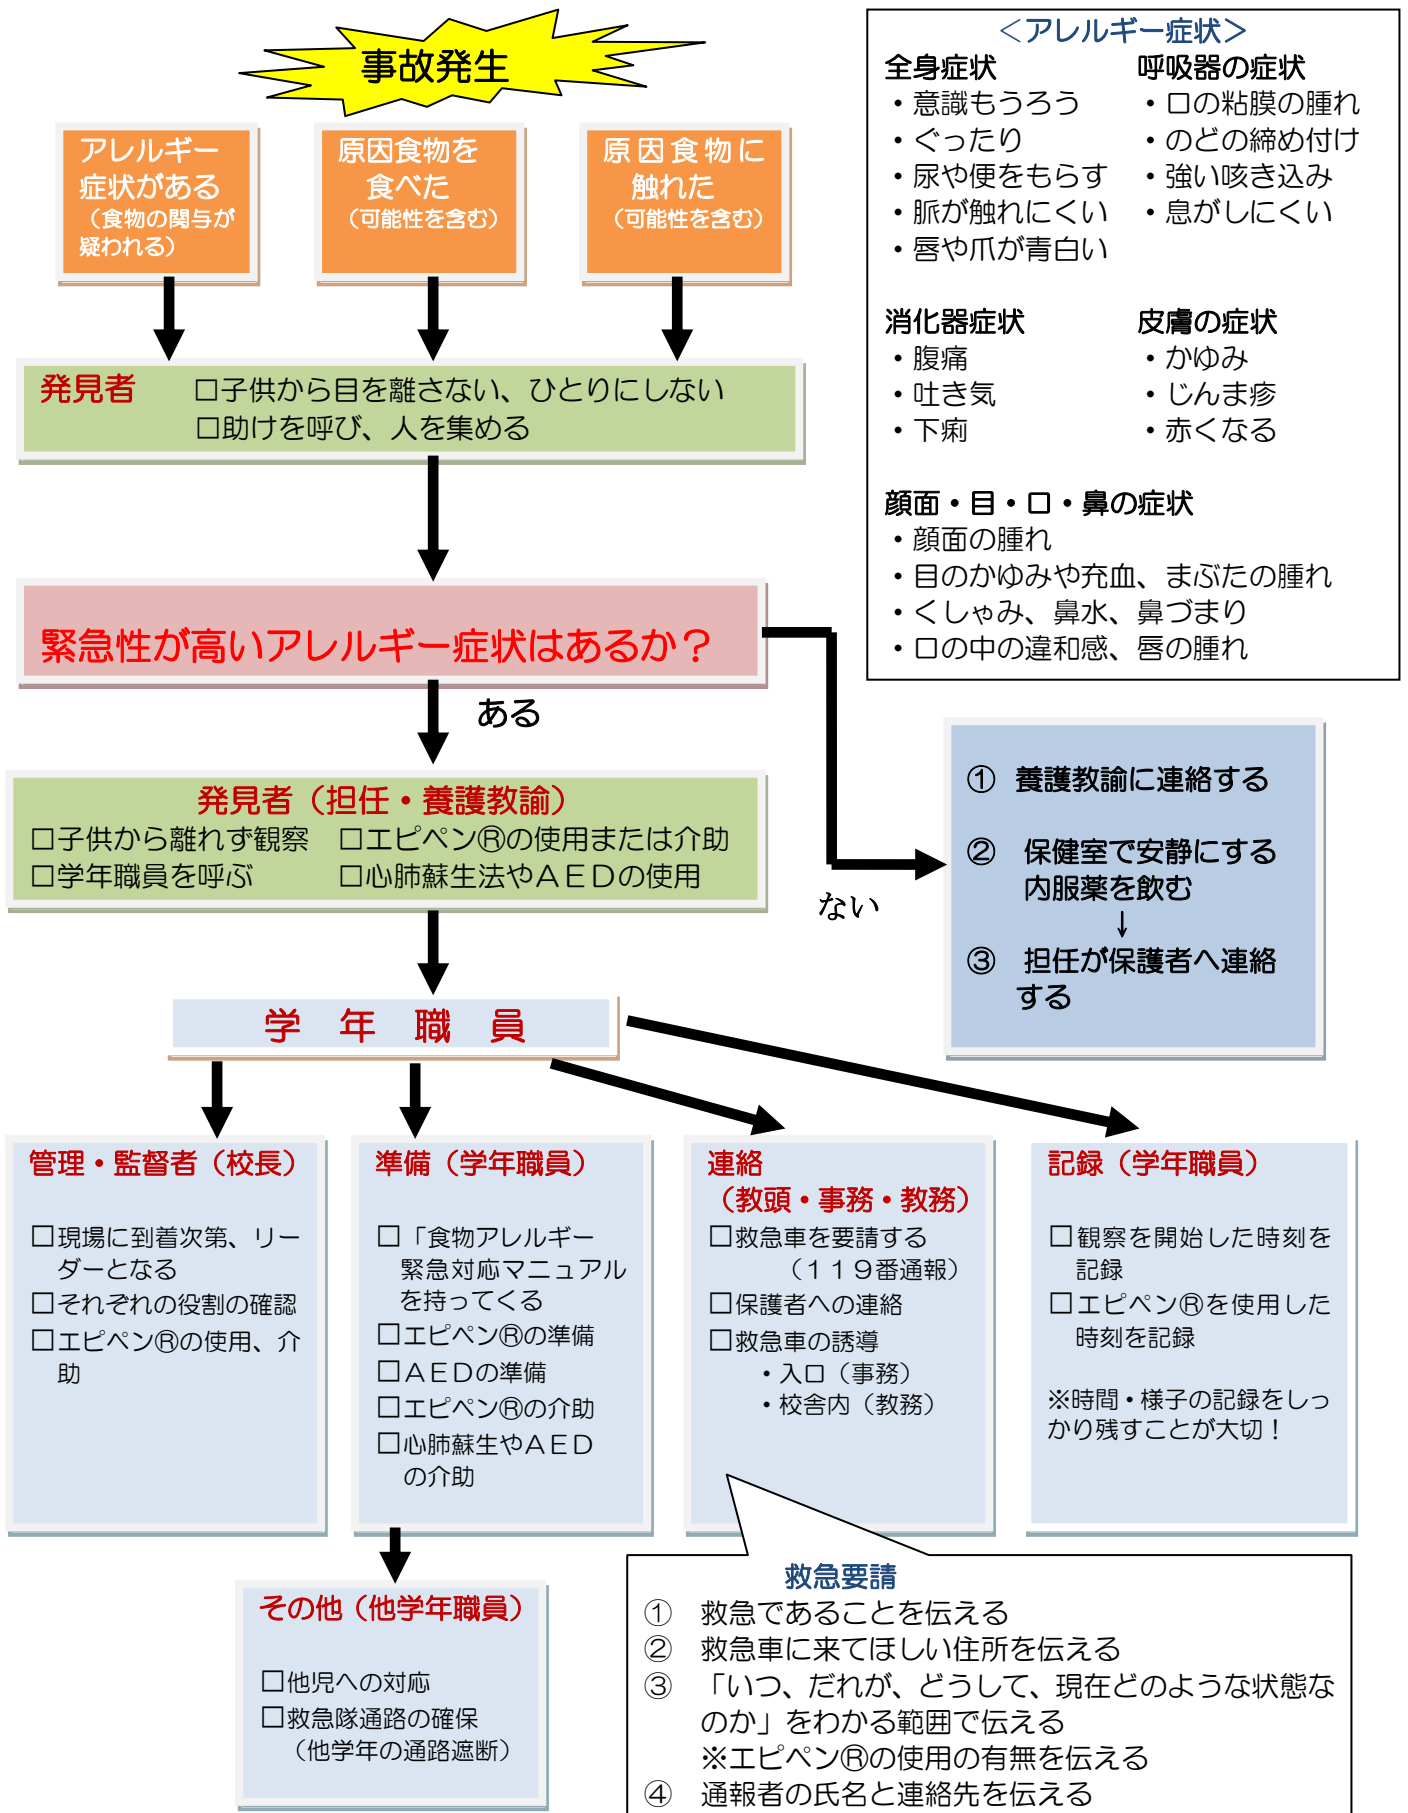 事故発生
アレルギー
症状がある
（食物の関与が
疑われる）
原因食物を
食べた
（可能性を含む）
原因食物に
触れた
（可能性を含む）
＜アレルギー症状＞
全身症状
・意識もうろう
・ぐったり
・尿や便をもらす
・脈が触れにくい
・唇や爪が青白い
呼吸器の症状
・口の粘膜の腫れ
・のどの締め付け
・強い咳き込み
・息がしにくい
消化器症状
・腹痛
・吐き気
・下痢
皮膚の症状
・かゆみ
・じんま疹
・赤くなる
顔面・目・口・鼻の症状
・顔面の腫れ
・目のかゆみや充血、まぶたの腫れ
・くしゃみ、鼻水、鼻づまり
・口の中の違和感、唇の腫れ
発見者 □子供から目を離さない、ひとりにしない
□助けを呼び、人を集める
緊急性が高いアレルギー症状はあるか？
ある
ない
発見者（担任・養護教諭）
□子供から離れず観察 □エピペン®の使用または介助
□学年職員を呼ぶ □心肺蘇生法やＡＥＤの使用
① 養護教諭に連絡する
② 保健室で安静にする
内服薬を飲む
↓
③ 担任が保護者へ連絡
する
学 年 職 員
管理・監督者（校長）
□現場に到着次第、リー
ダーとなる
□それぞれの役割の確認
□エピペン®の使用、介
助
準備（学年職員）
□「食物アレルギー
緊急対応マニュアル
を持ってくる
□エピペン®の準備
□ＡＥＤの準備
□エピペン®の介助
□心肺蘇生やＡＥＤ
の介助
連絡
（教頭・事務・教務）
□救急車を要請する
（１１９番通報）
□保護者への連絡
□救急車の誘導
・入口（事務）
・校舎内（教務）
記録（学年職員）
□観察を開始した時刻を
記録
□エピペン®を使用した
時刻を記録
※時間・様子の記録をしっ
かり残すことが大切！
その他（他学年職員）
□他児への対応
□救急隊通路の確保
（他学年の通路遮断）
救急要請
① 救急であることを伝える
② 救急車に来てほしい住所を伝える
③ 「いつ、だれが、どうして、現在どのような状態な
のか」をわかる範囲で伝える
※エピペン®の使用の有無を伝える
④ 通報者の氏名と連絡先を伝える